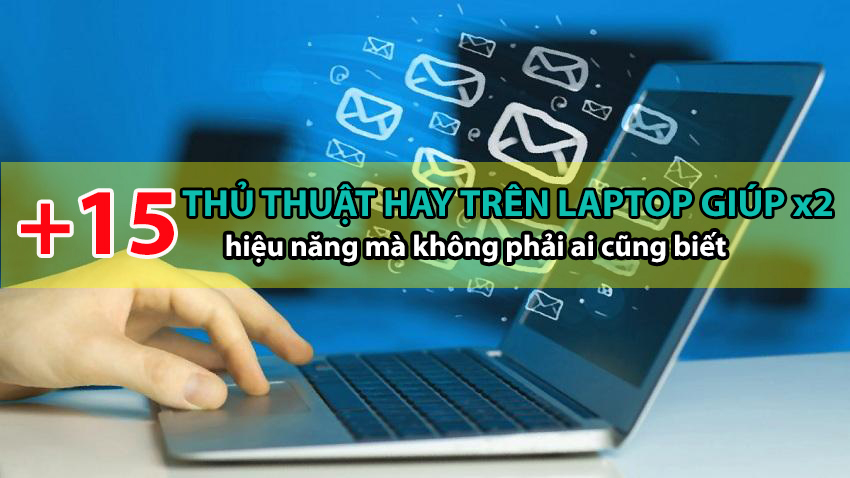 +15 THỦ THUẬT HAY TRÊN LAPTOP GIÚP x2
hiệu năng mà không phải ai cũng biết